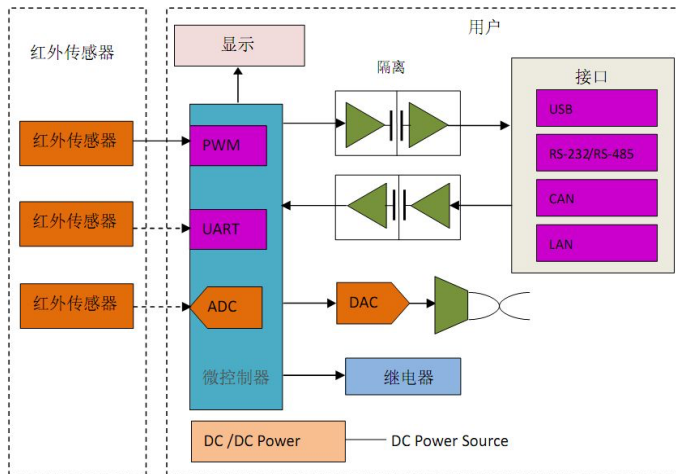 用户
显示
红外传感器
隔离
接口
USB
红外传感器
PWM
RS-232/RS-485
CAN
红外传感器
UART
LAN
红外传感器
ADC
DAC
微控制器
继电器
DC /DC Power
DC Power Source